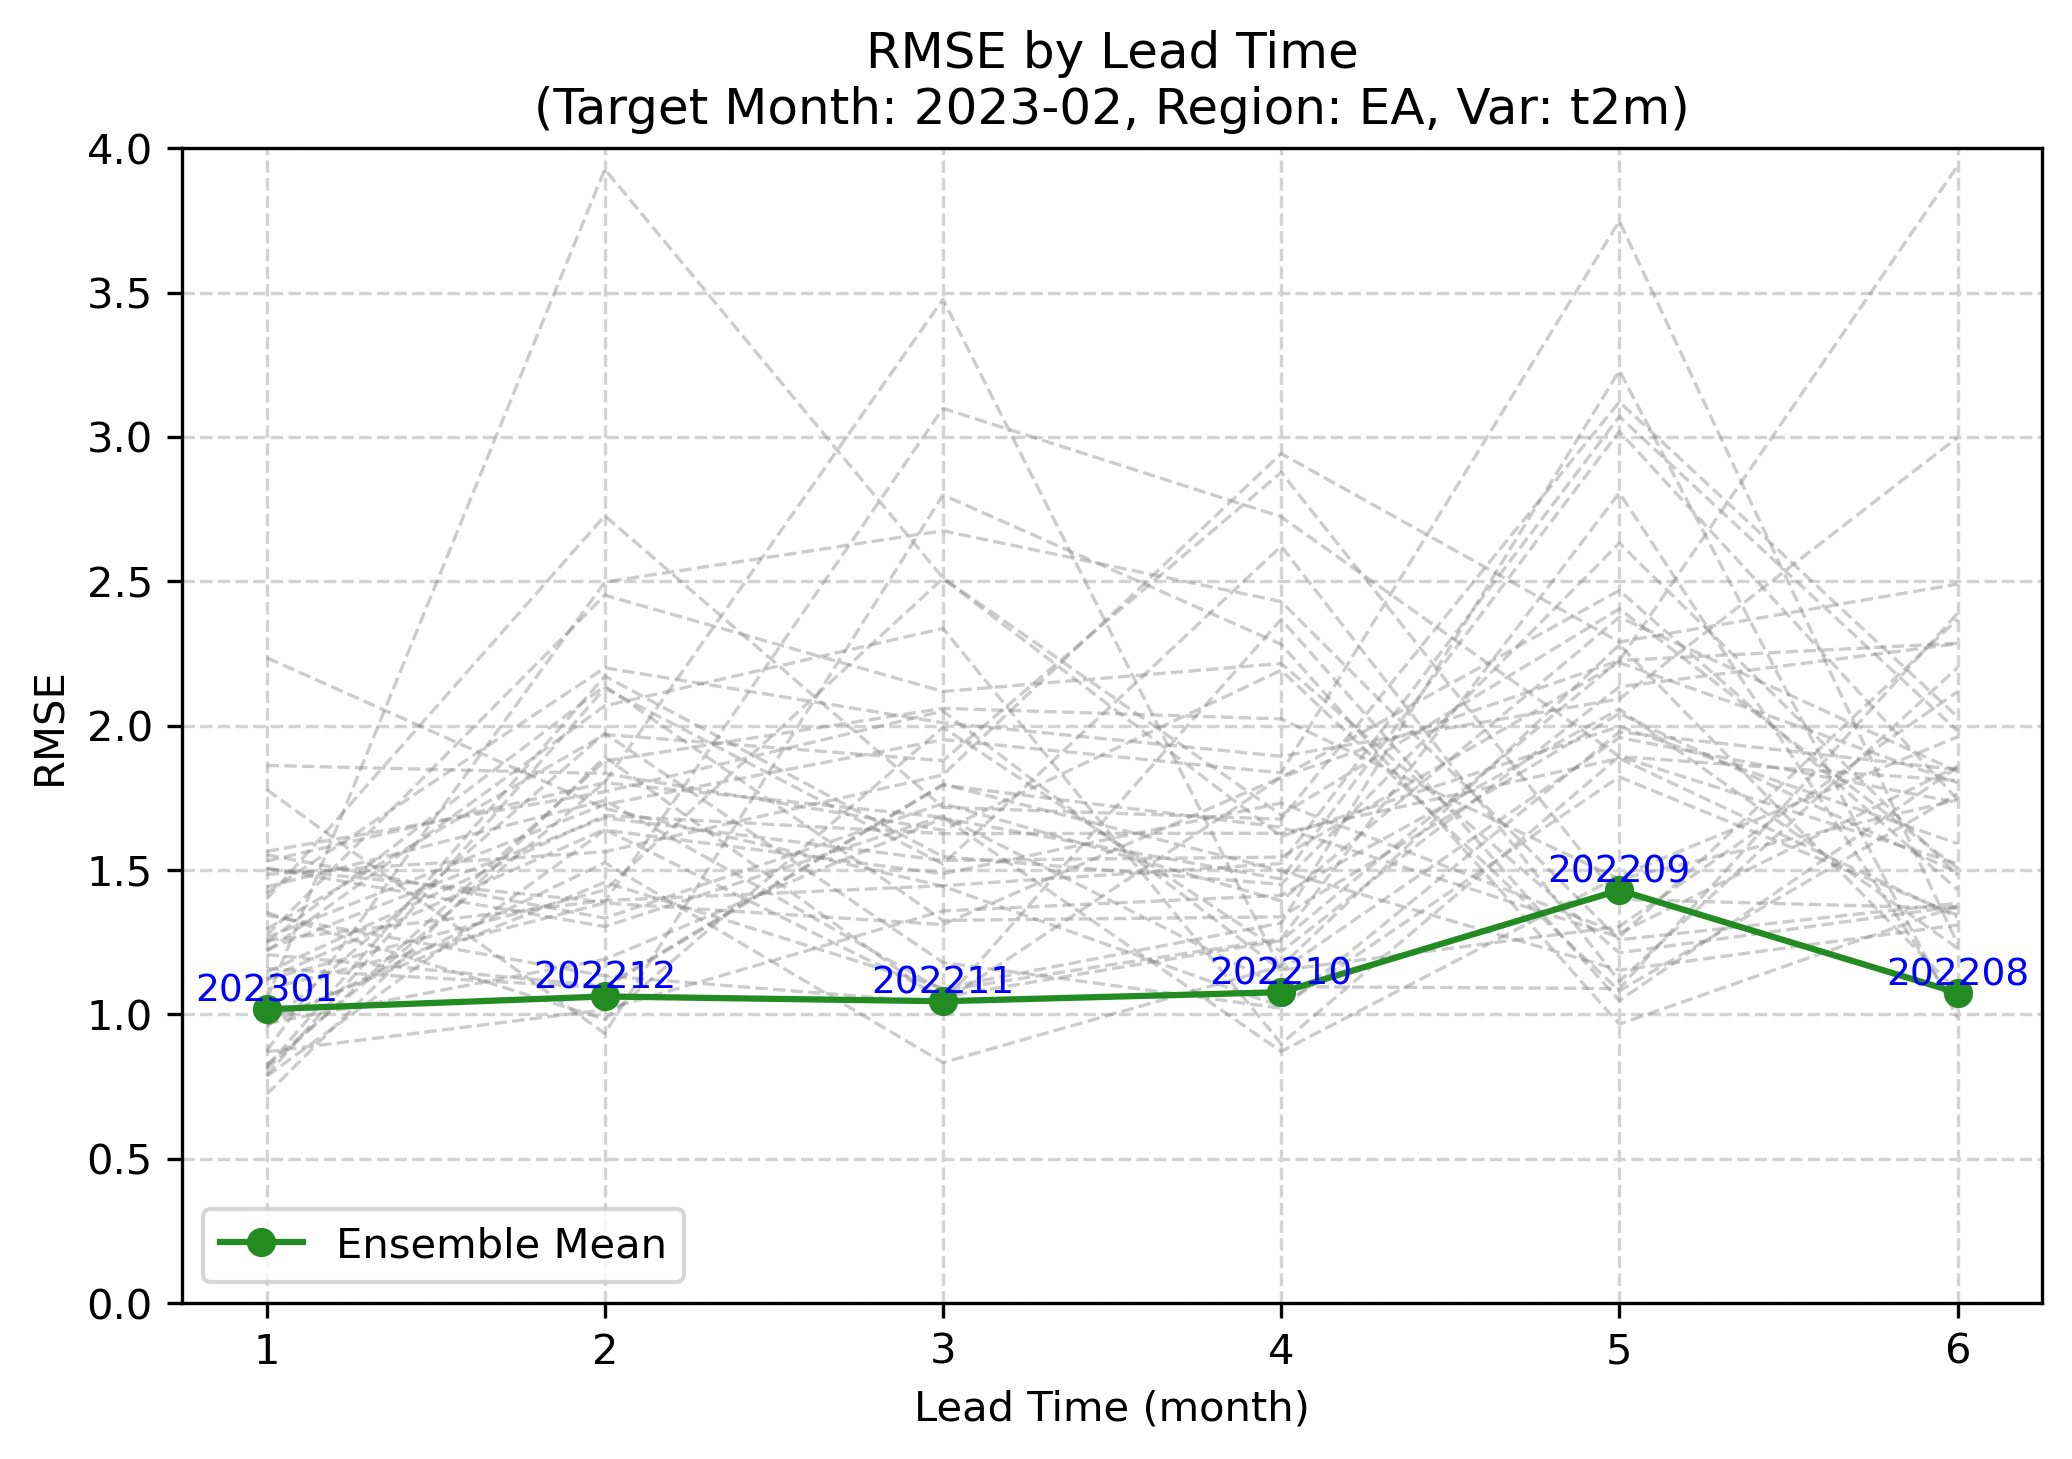 RMSE by Lead Time
(Target Month: 2023-02, Region: EA, Var: t2m)
4.0
3.5
3.0
2.5
2.0
1.5
1.0
0.5
0.0
RMSE
202301
202212
202211
202210
202209
202208
Ensemble Mean
1 2 3 4 5 6
Lead Time (month)